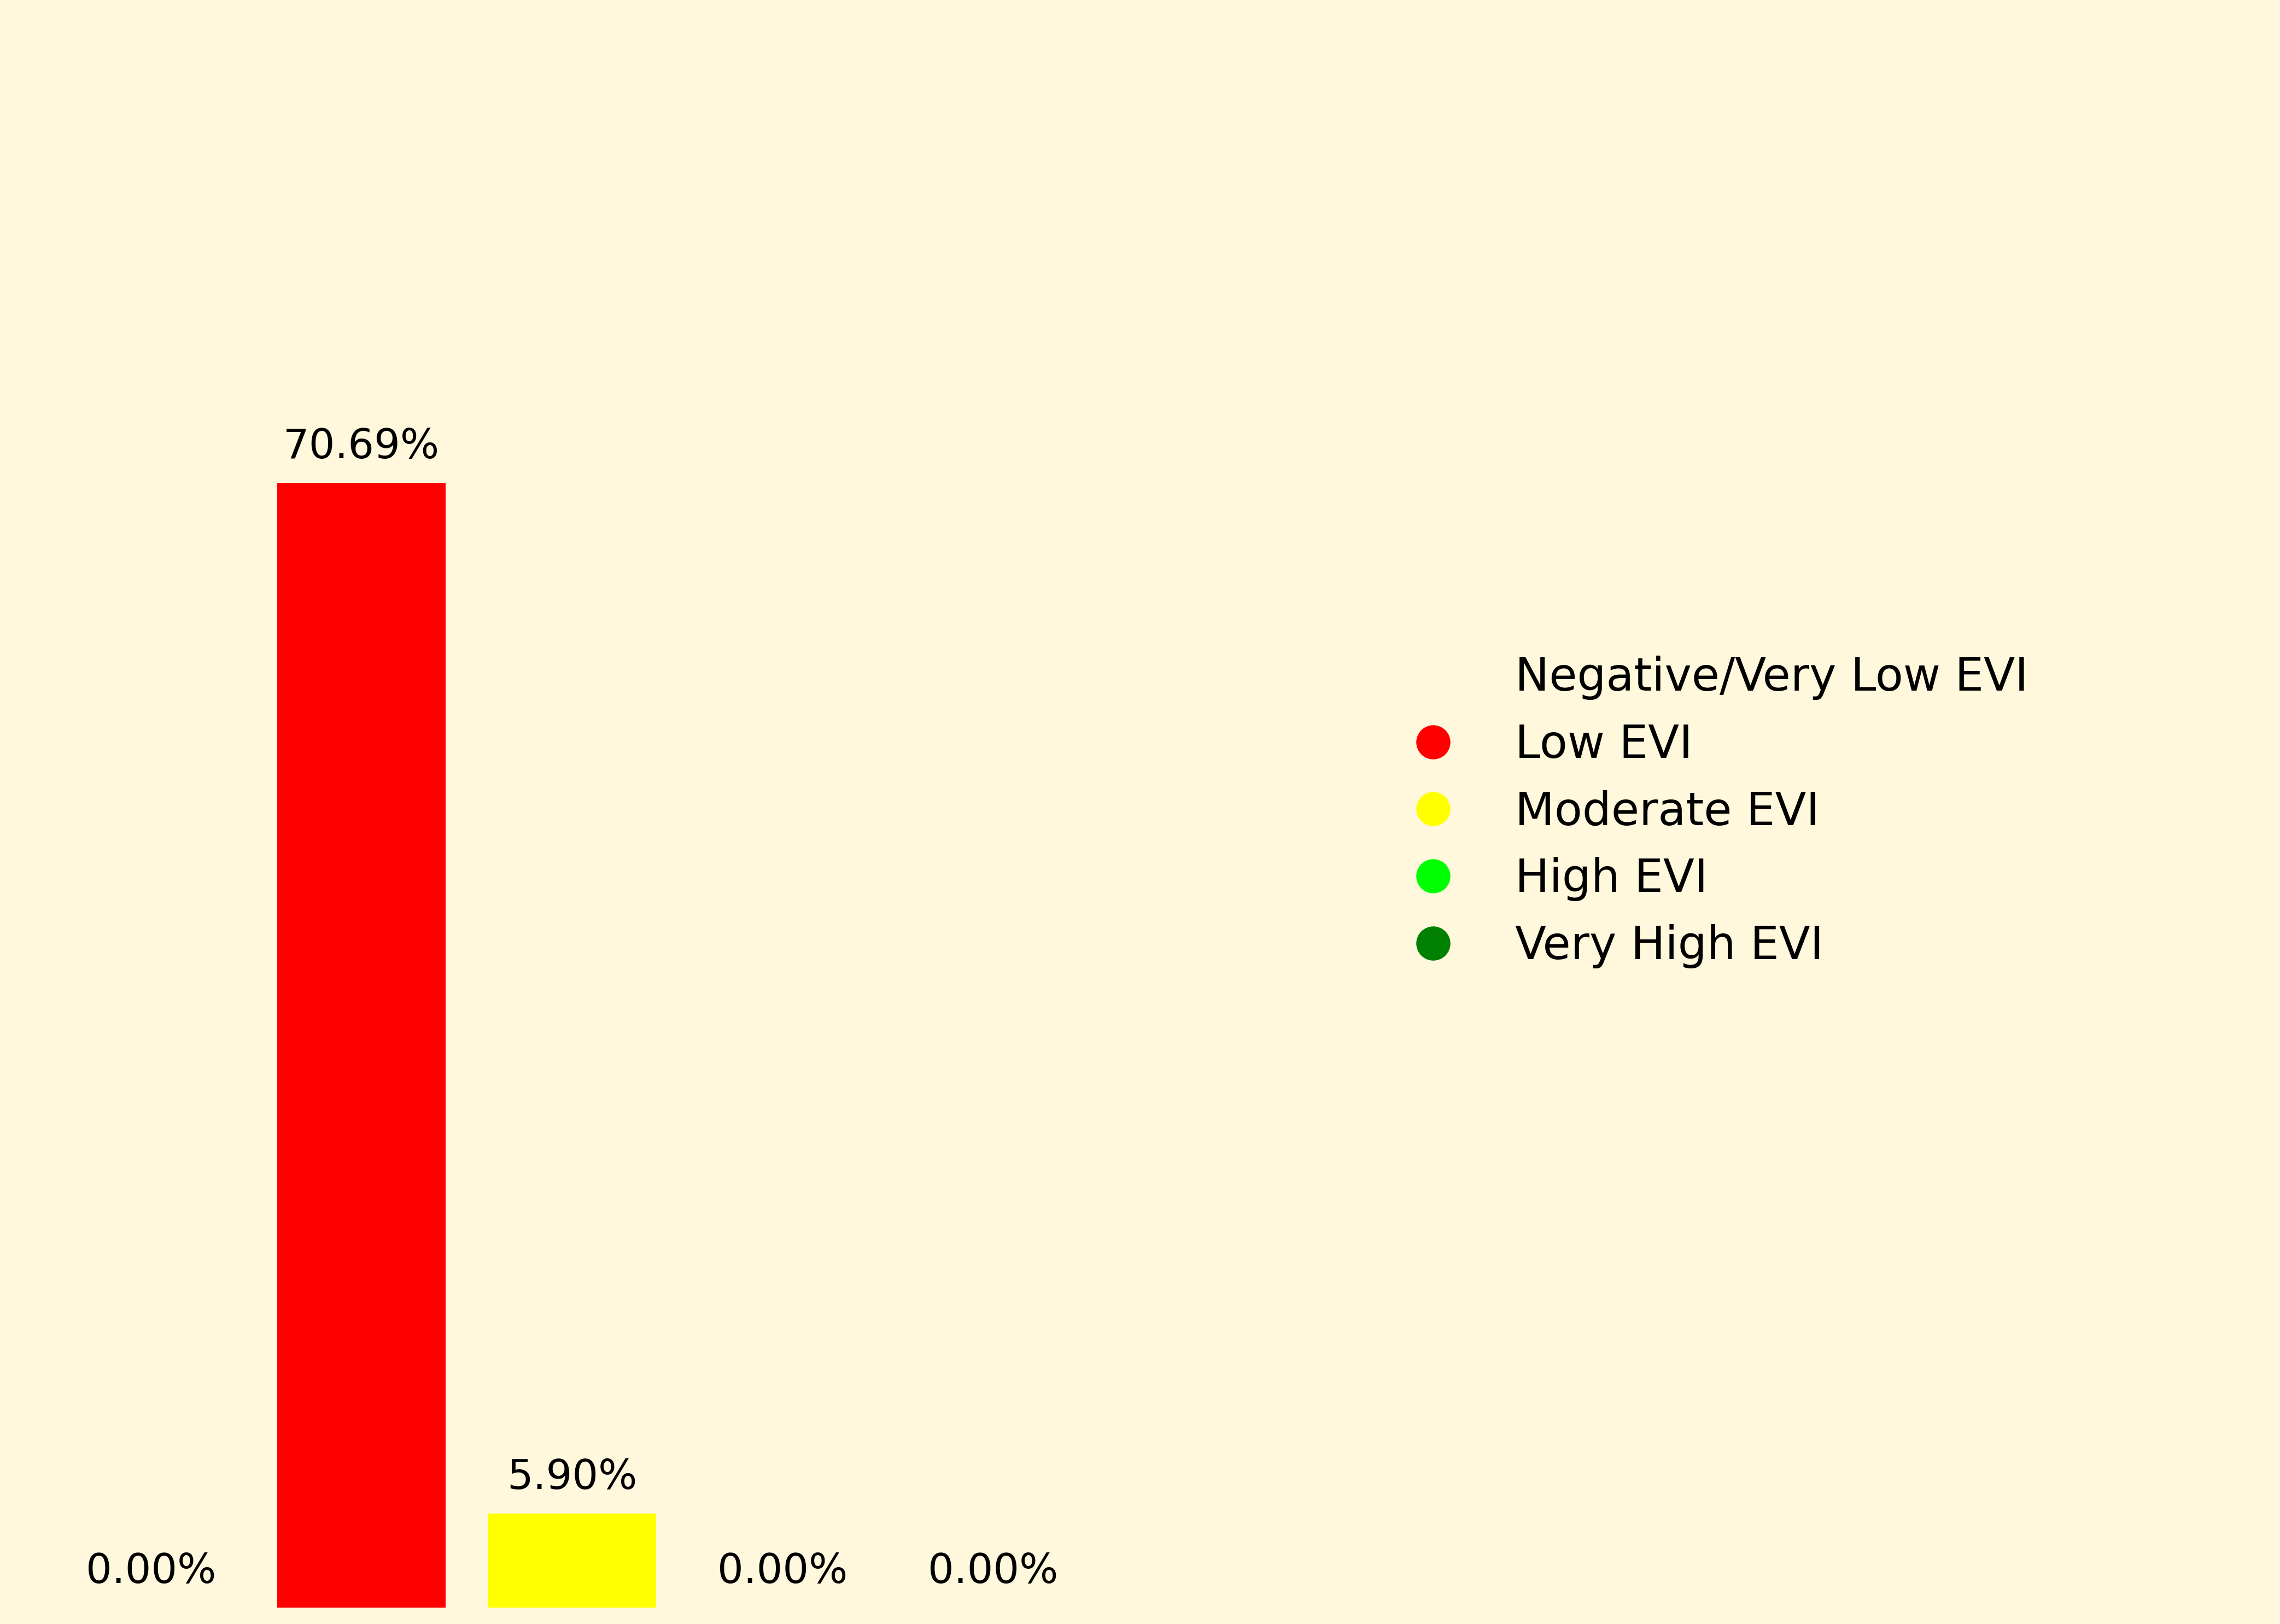 70.69%
5.90%
0.00%
0.00%
0.00%
Negative/Very Low EVI
Low EVI
Moderate EVI
High EVI
Very High EVI